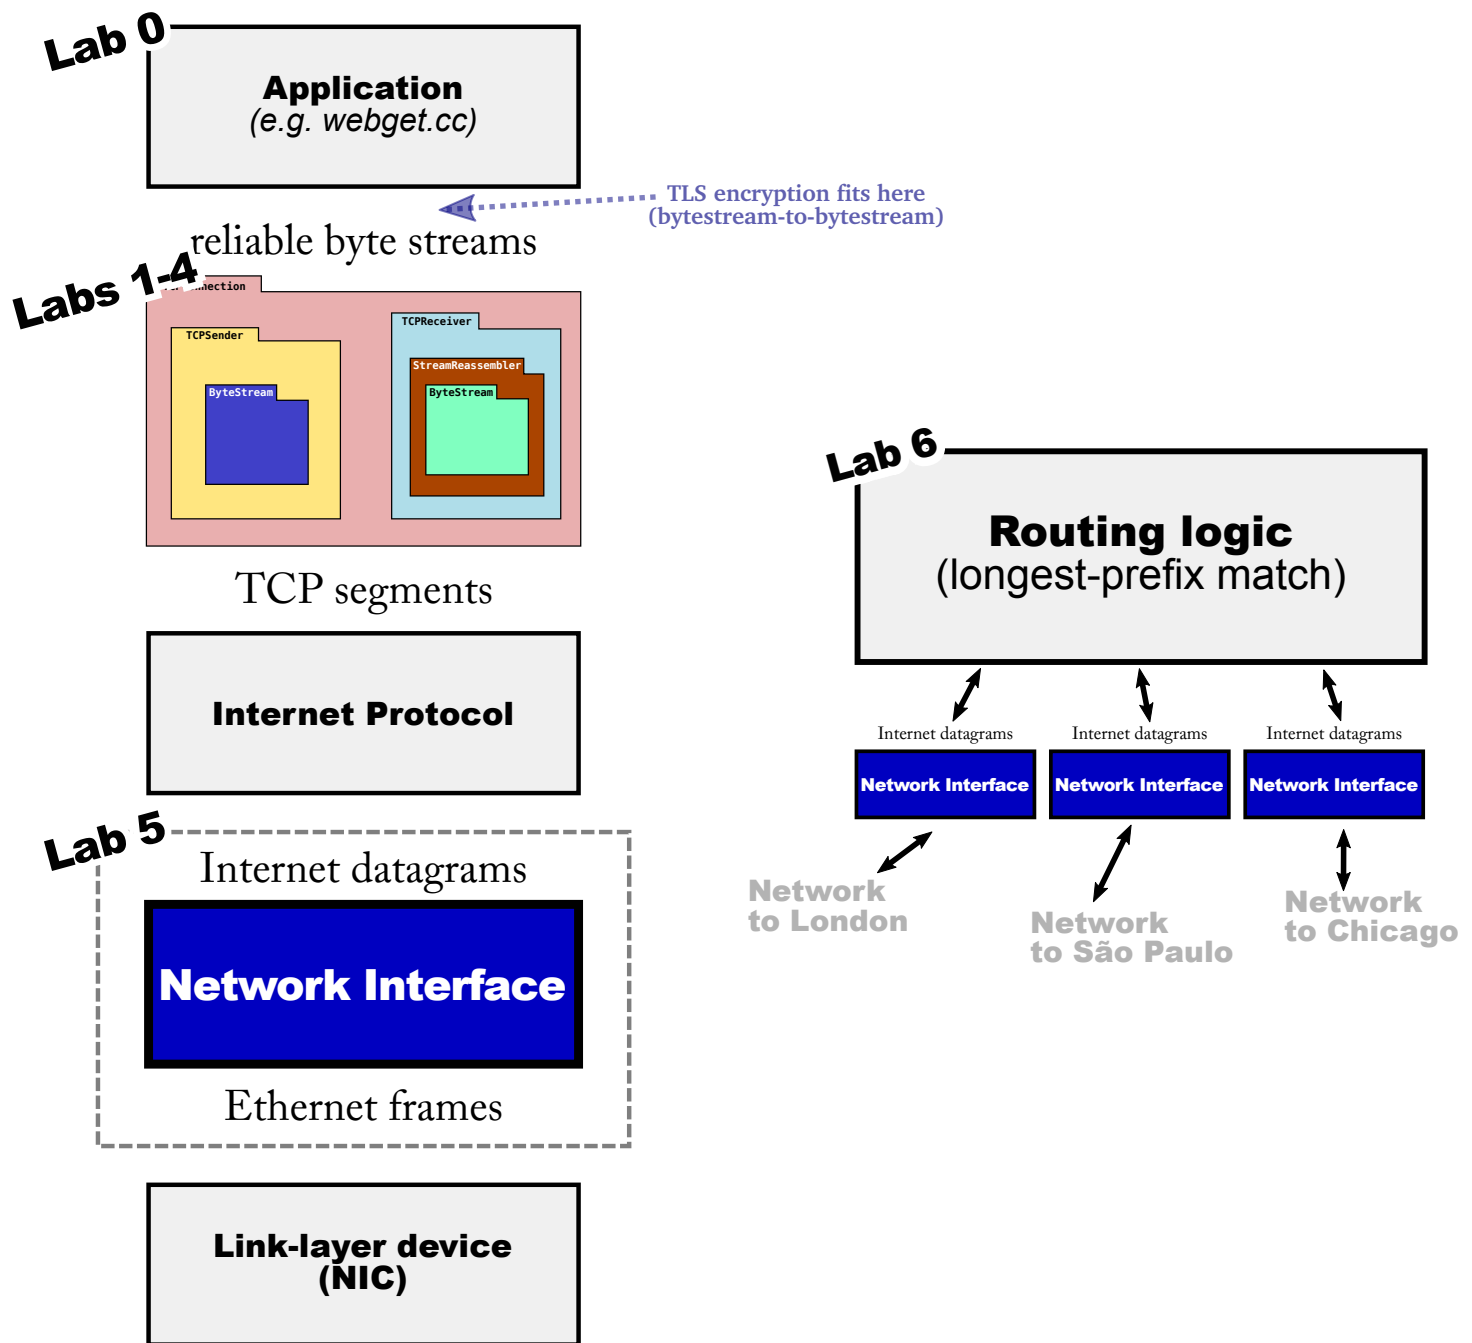 Lab 0
Application
(e.g. webget.cc)
TLS encryption fits here
(bytestream-to-bytestream)
reliable byte streams
Labs 1-4
TCPSender
ByteStream
TCPReceiver
StreamReassembler
ByteStream
TCP segments
Internet Protocol
Lab 5
Internet datagrams
Network Interface
Ethernet frames
Link-layer device
(NIC)
Lab 6
Routing logic
(longest-prefix match)
Internet datagrams
Internet datagrams
Internet datagrams
Network Interface
Network Interface
Network Interface
Network
to London
Network
to São Paulo
Network
to Chicago